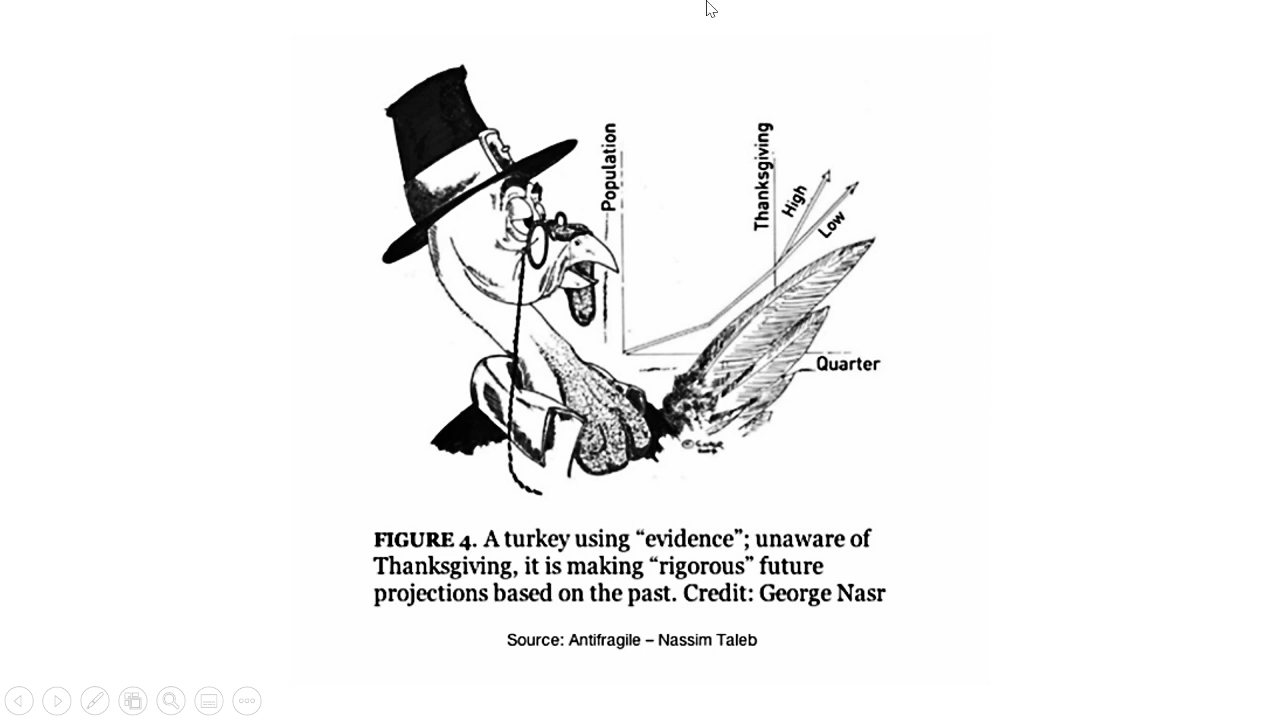 Population
Thanksgiving
High
Low
Quarter
FIGURE 4. A turkey using “evidence”; unaware of
Thanksgiving, it is making “rigorous” future
projections based on the past. Credit: George Nasr
Source: Antifragile – Nassim Taleb